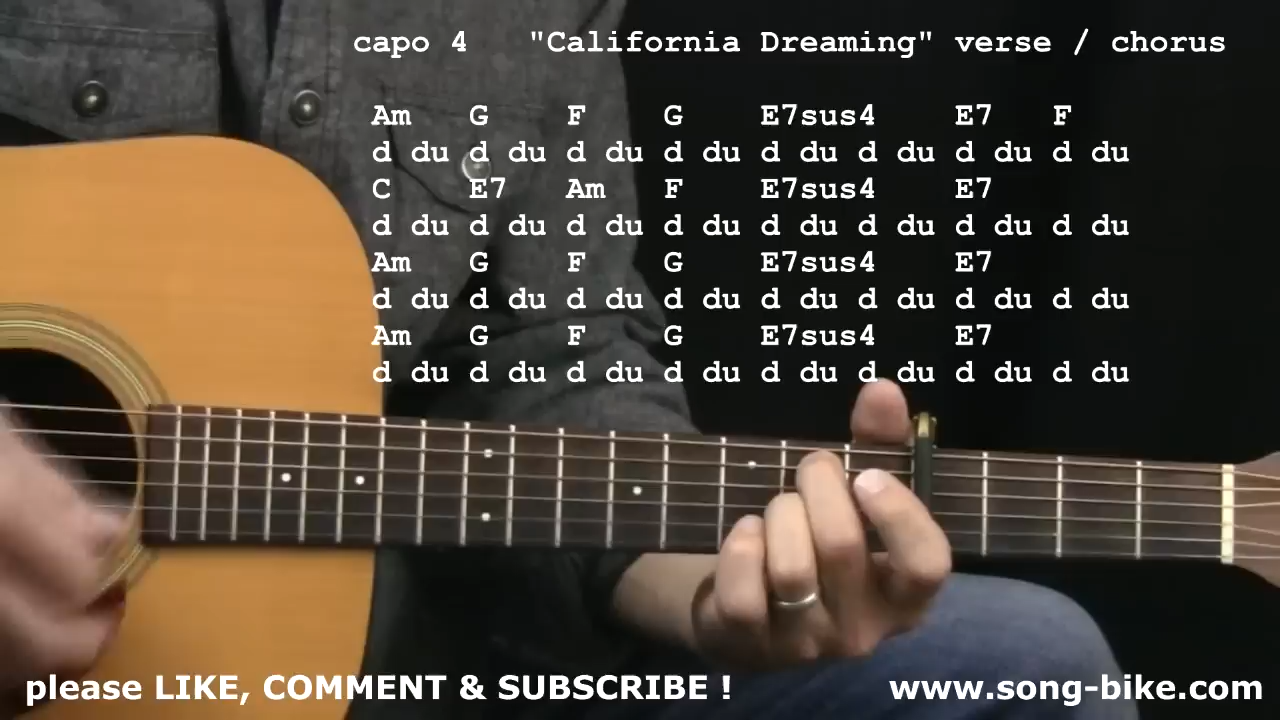 capo 4 "California Dreaming" verse / chorus
Am G F G E7sus4 E7 F
d du d du d du d du d du d du d du d du
C E7 Am F E7sus4 E7
d du d du d du d du d du d du d du d du
Am G F G E7sus4 E7
d du d du d du d du d du d du d du d du
Am G F G E7sus4 E7
d du d du d du d du d du d du d du d du
please LIKE, COMMENT & SUBSCRIBE !
www.song-bike.com